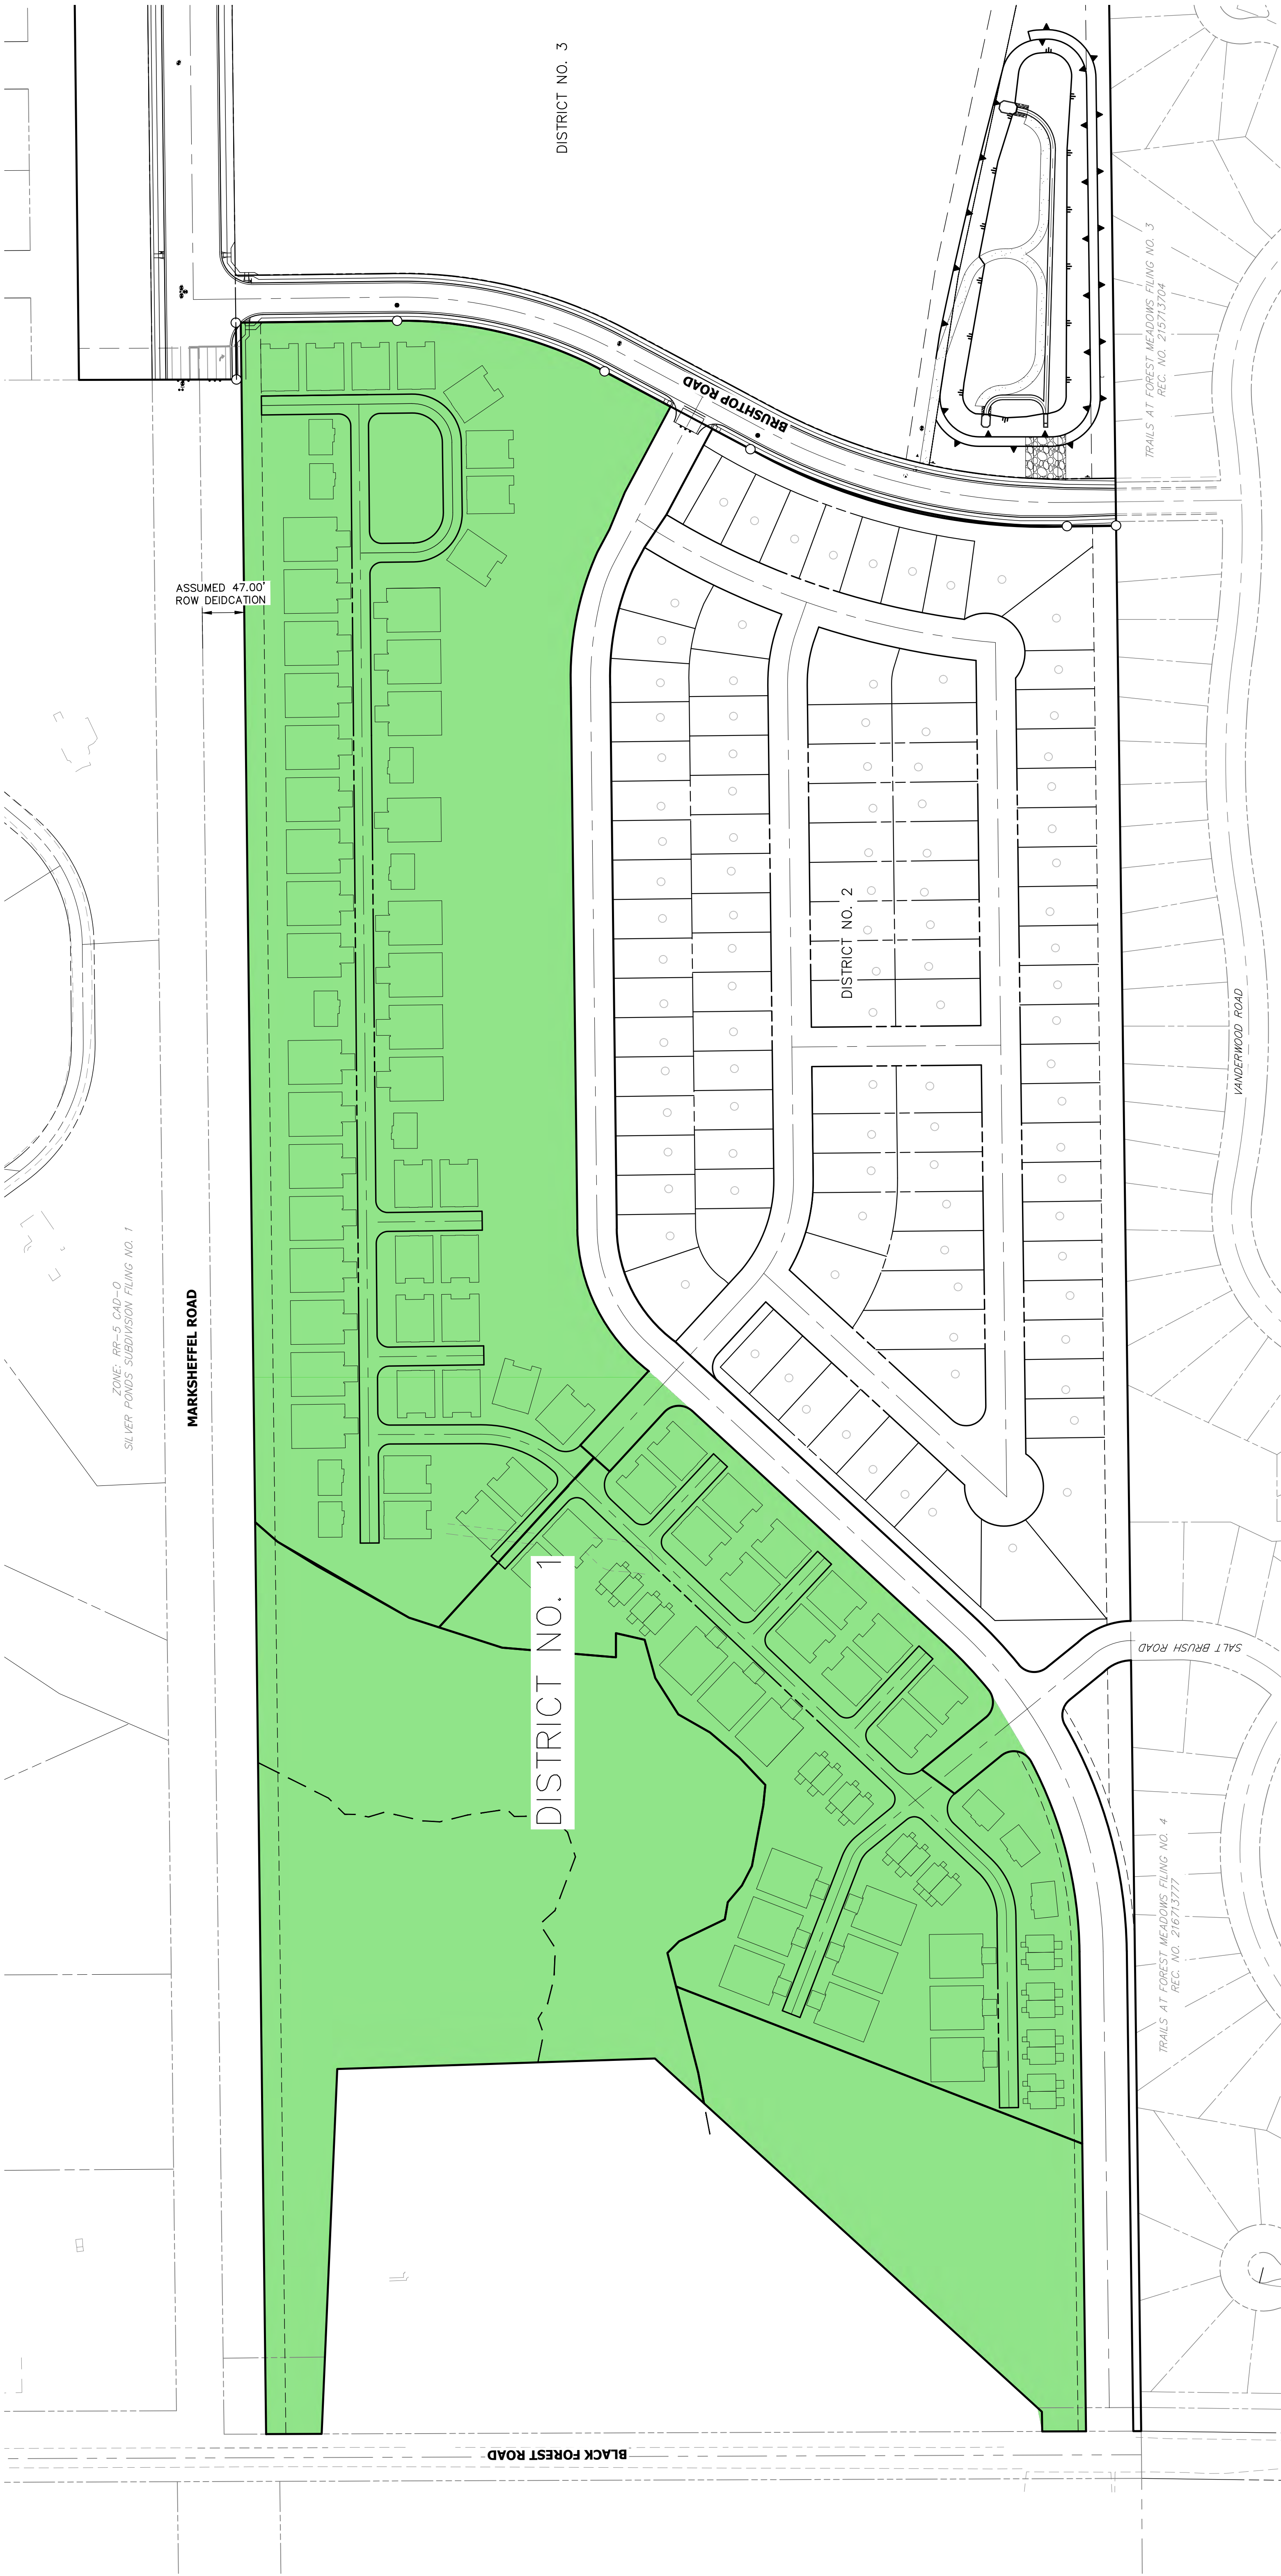 DISTRICT NO. 3
TRAILS AT FOREST MEADOWS FILING NO. 3
REC. NO. 215713704
BRUSHTOP ROAD
ASSUMED 47.00'
ROW DEIDCATION
DISTRICT NO. 2
VANDERWOOD ROAD
ZONE: RR-5 CAD-O
SILVER PONDS SUBDIVISION FILING NO. 1
MARKSHEFFEL ROAD
DISTRICT NO. 1
SALT BRUSH ROAD
TRAILS AT FOREST MEADOWS FILING NO. 4
REC. NO. 216713777
BLACK FOREST ROAD